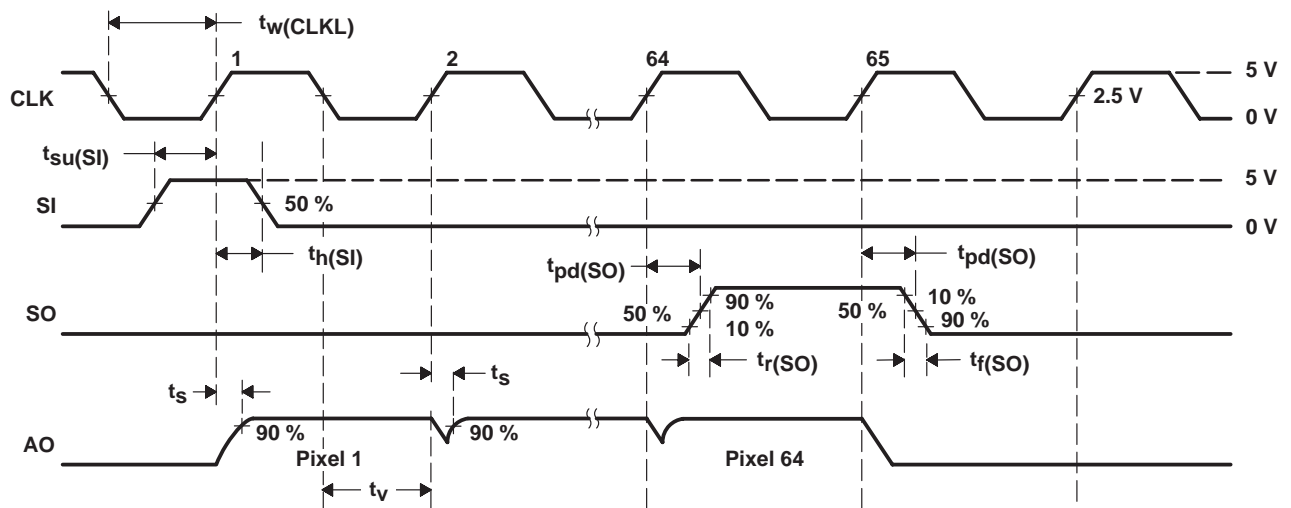 tw(CLKL)
1 2 64 65
CLK 5 V
2.5 V
0 V
tsu(SI)
SI 5 V
50 %
0 V
th(SI) tpd(SO) tpd(SO)
SO 50 % 90 % 50 % 10 %
10 % 90 %
tr(SO) tf(SO)
ts ts
AO 90 % 90 %
Pixel 1 Pixel 64
tv